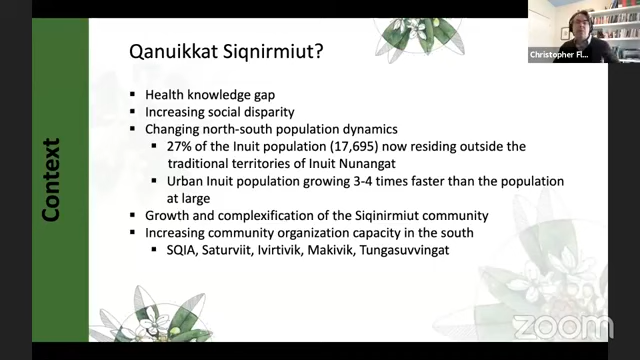 Qanuikkat Siqnirmiut?
Christopher Fl...
Context
▪ Health knowledge gap
▪ Increasing social disparity
▪ Changing north-south population dynamics
▪ 27% of the Inuit population (17,695) now residing outside the
traditional territories of Inuit Nunangat
▪ Urban Inuit population growing 3-4 times faster than the population
at large
▪ Growth and complexification of the Siqinirmiut community
▪ Increasing community organization capacity in the south
▪ SQIA, Saturviit, Ivirtivik, Makivik, Tungasuvvingat
zoom